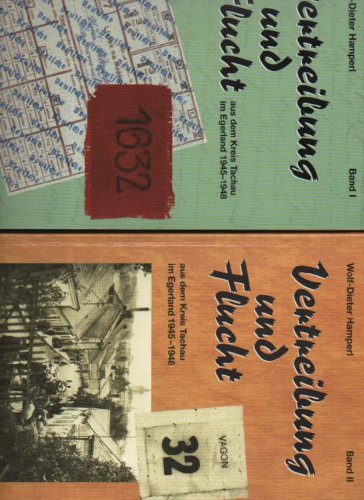 -Dieter Hamperl
Vertreibung
und
Flucht
aus dem Kreis Tachau
im Egerland 1945–1948
Band I
1632
Wolf-Dieter Hamperl
Vertreibung
und
Flucht
aus dem Kreis Tachau
im Egerland 1945–1948
Band II
VAGON
32